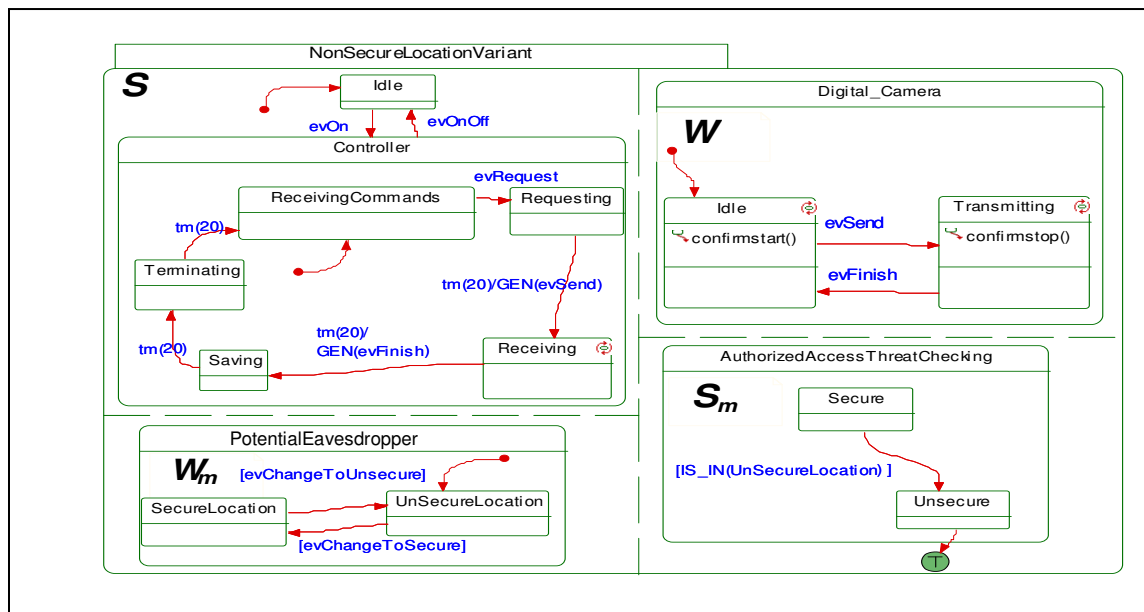 NonSecureLocationVariant
S
Idle
evOn
evOnOff
Controller
ReceivingCommands
evRequest
Requesting
tm(20)
Terminating
tm(20)/GEN(evSend)
tm(20)/
GEN(evFinish)
tm(20)
Saving
Receiving
Digital_Camera
W
Idle
confirmstart()
evSend
Transmitting
confirmstop()
evFinish
PotentialEavesdropper
Wm
[evChangeToUnsecure]
SecureLocation
UnSecureLocation
[evChangeToSecure]
AuthorizedAccessThreatChecking
Sm
Secure
[IS_IN(UnSecureLocation) ]
Unsecure
T